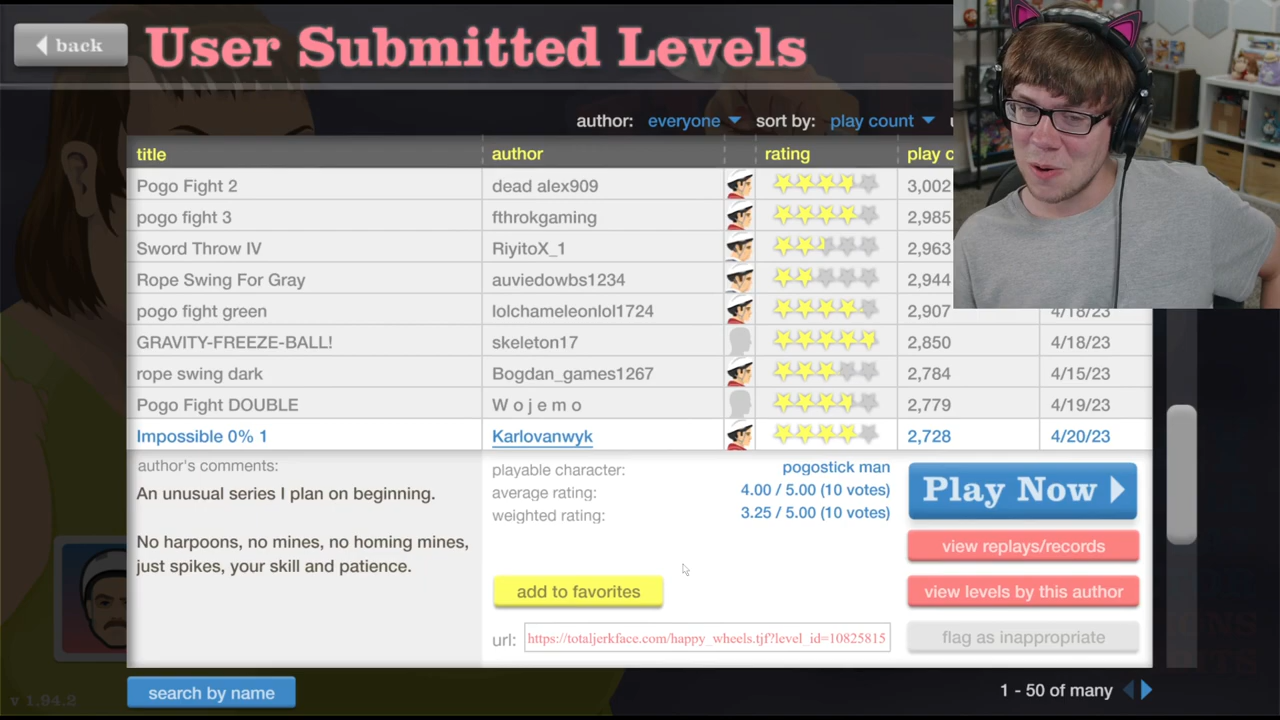 back
User Submitted Levels
author: everyone sort by: play count
title author rating play c
Pogo Fight 2 dead alex909 3,002
pogo fight 3 fthrokgaming 2,985
Sword Throw IV RiyitoX_1 2,963
Rope Swing For Gray auviedowbs1234 2,944
pogo fight green lolchameleonlol1724 2,907 4/18/23
GRAVITY-FREEZE-BALL! skeleton17 2,850 4/18/23
rope swing dark Bogdan_games1267 2,784 4/15/23
Pogo Fight DOUBLE W o j e m o 2,779 4/19/23
Impossible 0% 1 Karlovanwyk 2,728 4/20/23
author's comments:
An unusual series I plan on beginning.
No harpoons, no mines, no homing mines,
just spikes, your skill and patience.
playable character: pogostick man
average rating: 4.00 / 5.00 (10 votes)
weighted rating: 3.25 / 5.00 (10 votes)
add to favorites
url: https://totaljerkface.com/happy_wheels.tjf?level_id=10825815
Play Now
view replays/records
view levels by this author
flag as inappropriate
v 1.94.2
search by name
1 - 50 of many